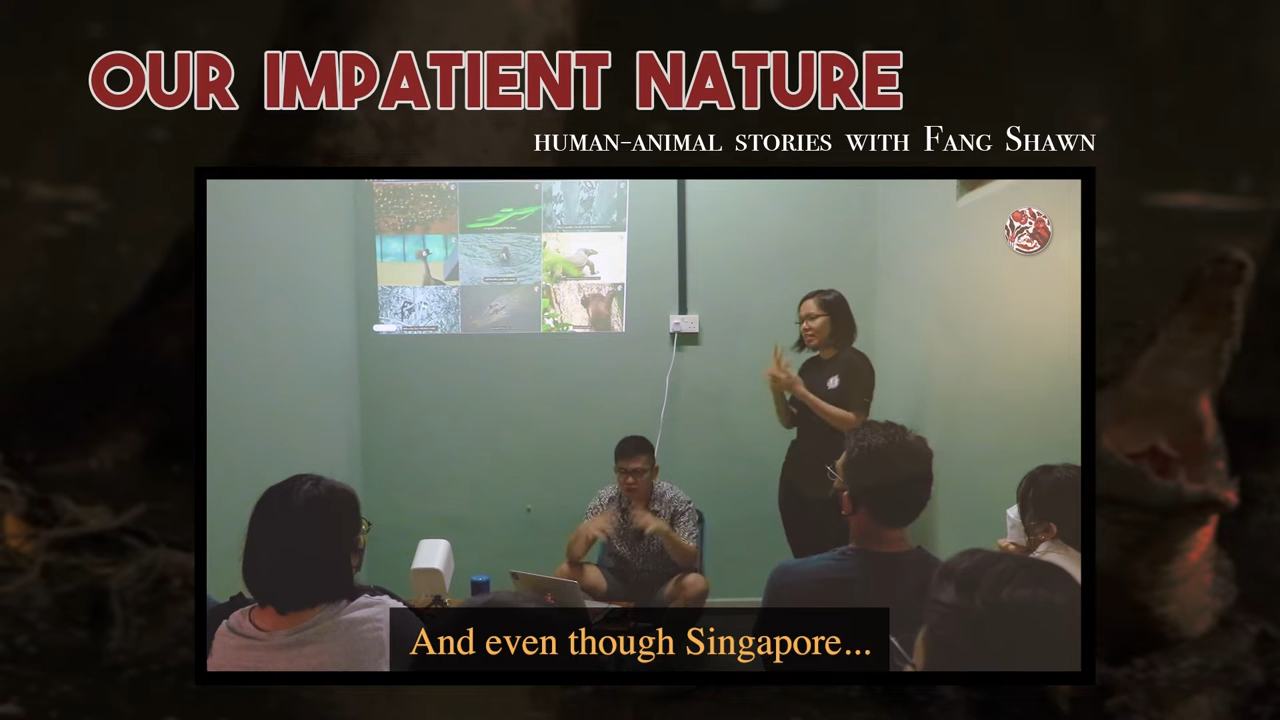 OUR IMPATIENT NATURE
HUMAN-ANIMAL STORIES WITH FANG SHAWN
And even though Singapore...